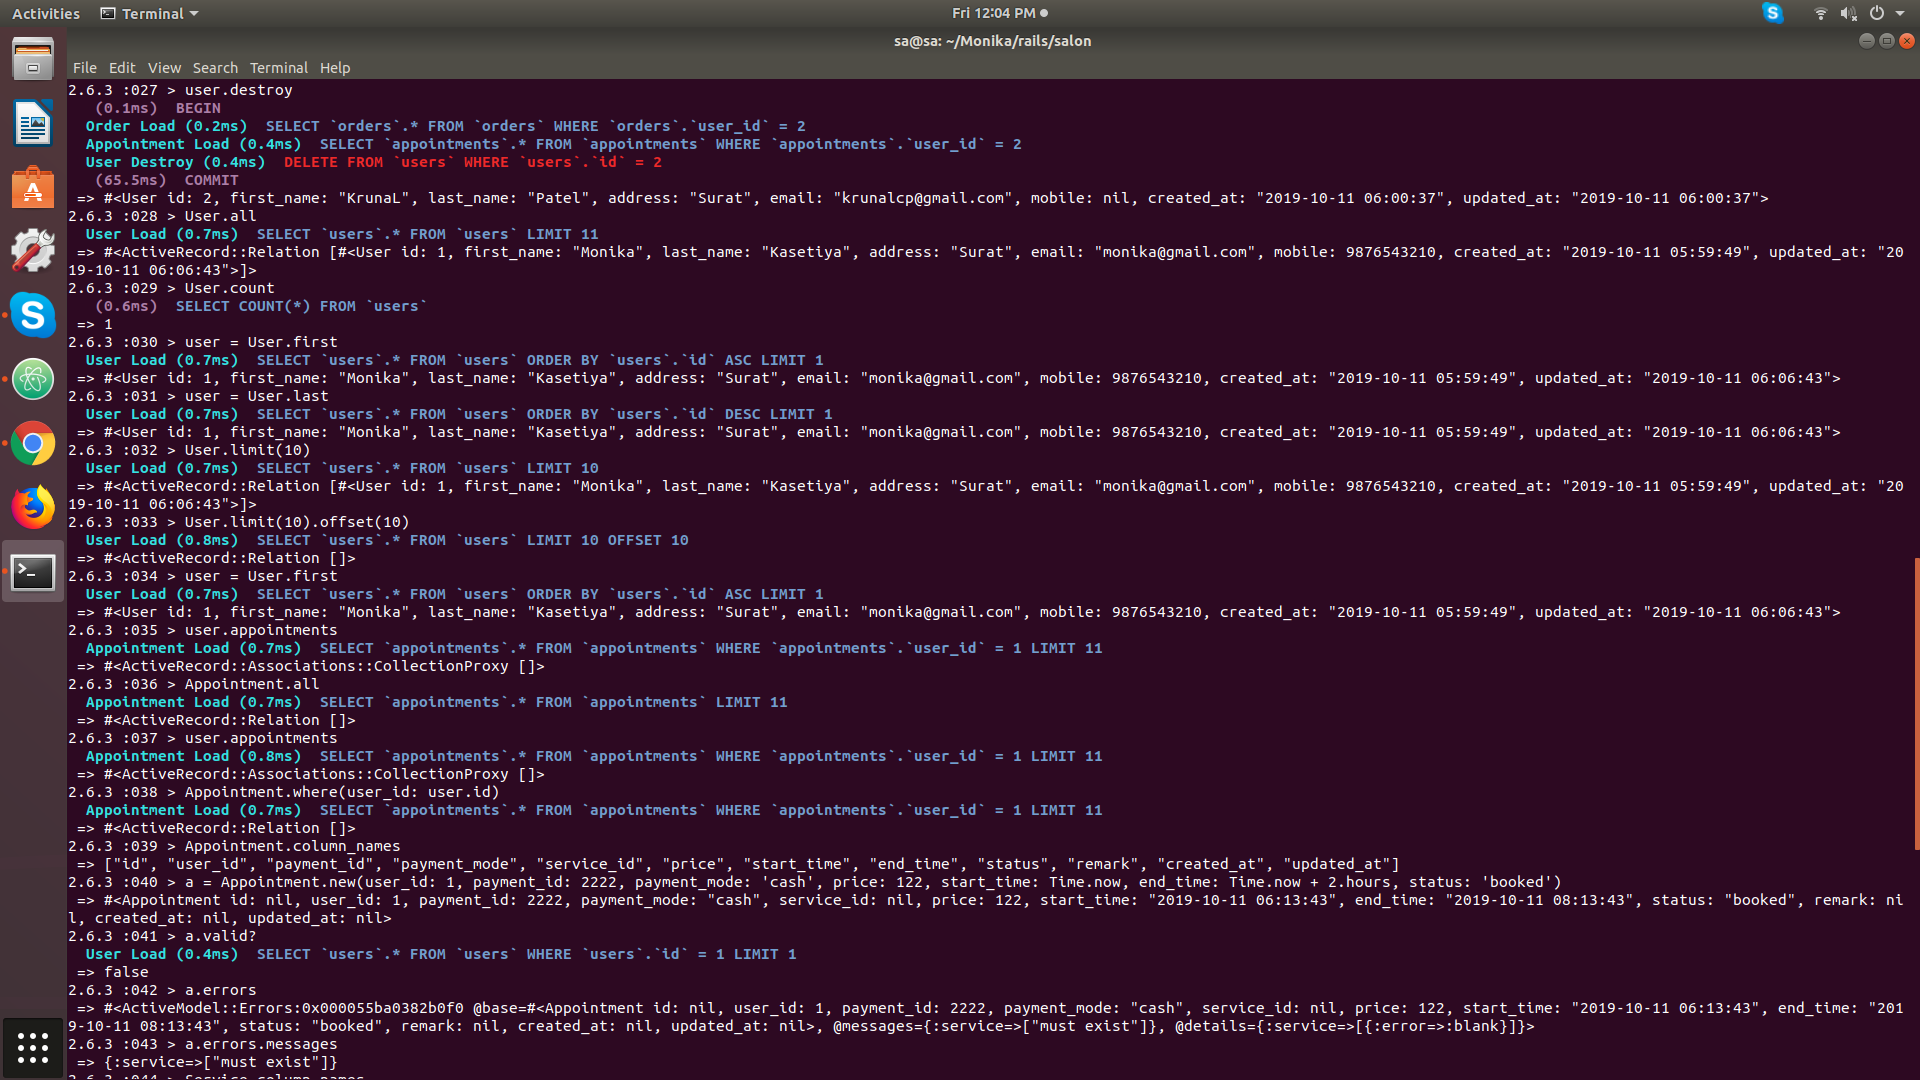 Activities Terminal Fri 12:04 PM
sa@sa: ~/Monika/rails/salon
File Edit View Search Terminal Help
2.6.3 :027 > user.destroy
(0.1ms) BEGIN
Order Load (0.2ms) SELECT `orders`.* FROM `orders` WHERE `orders`.`user_id` = 2
Appointment Load (0.4ms) SELECT `appointments`.* FROM `appointments` WHERE `appointments`.`user_id` = 2
User Destroy (0.4ms) DELETE FROM `users` WHERE `users`.`id` = 2
(65.5ms) COMMIT
=> #<User id: 2, first_name: "KrunaL", last_name: "Patel", address: "Surat", email: "krunalcp@gmail.com", mobile: nil, created_at: "2019-10-11 06:00:37", updated_at: "2019-10-11 06:00:37">
2.6.3 :028 > User.all
User Load (0.7ms) SELECT `users`.* FROM `users` LIMIT 11
=> #<ActiveRecord::Relation [#<User id: 1, first_name: "Monika", last_name: "Kasetiya", address: "Surat", email: "monika@gmail.com", mobile: 9876543210, created_at: "2019-10-11 05:59:49", updated_at: "20
19-10-11 06:06:43">]>
2.6.3 :029 > User.count
(0.6ms) SELECT COUNT(*) FROM `users`
=> 1
2.6.3 :030 > user = User.first
User Load (0.7ms) SELECT `users`.* FROM `users` ORDER BY `users`.`id` ASC LIMIT 1
=> #<User id: 1, first_name: "Monika", last_name: "Kasetiya", address: "Surat", email: "monika@gmail.com", mobile: 9876543210, created_at: "2019-10-11 05:59:49", updated_at: "2019-10-11 06:06:43">
2.6.3 :031 > user = User.last
User Load (0.7ms) SELECT `users`.* FROM `users` ORDER BY `users`.`id` DESC LIMIT 1
=> #<User id: 1, first_name: "Monika", last_name: "Kasetiya", address: "Surat", email: "monika@gmail.com", mobile: 9876543210, created_at: "2019-10-11 05:59:49", updated_at: "2019-10-11 06:06:43">
2.6.3 :032 > User.limit(10)
User Load (0.7ms) SELECT `users`.* FROM `users` LIMIT 10
=> #<ActiveRecord::Relation [#<User id: 1, first_name: "Monika", last_name: "Kasetiya", address: "Surat", email: "monika@gmail.com", mobile: 9876543210, created_at: "2019-10-11 05:59:49", updated_at: "20
19-10-11 06:06:43">]>
2.6.3 :033 > User.limit(10).offset(10)
User Load (0.8ms) SELECT `users`.* FROM `users` LIMIT 10 OFFSET 10
=> #<ActiveRecord::Relation []>
2.6.3 :034 > user = User.first
User Load (0.7ms) SELECT `users`.* FROM `users` ORDER BY `users`.`id` ASC LIMIT 1
=> #<User id: 1, first_name: "Monika", last_name: "Kasetiya", address: "Surat", email: "monika@gmail.com", mobile: 9876543210, created_at: "2019-10-11 05:59:49", updated_at: "2019-10-11 06:06:43">
2.6.3 :035 > user.appointments
Appointment Load (0.7ms) SELECT `appointments`.* FROM `appointments` WHERE `appointments`.`user_id` = 1 LIMIT 11
=> #<ActiveRecord::Associations::CollectionProxy []>
2.6.3 :036 > Appointment.all
Appointment Load (0.7ms) SELECT `appointments`.* FROM `appointments` LIMIT 11
=> #<ActiveRecord::Relation []>
2.6.3 :037 > user.appointments
Appointment Load (0.8ms) SELECT `appointments`.* FROM `appointments` WHERE `appointments`.`user_id` = 1 LIMIT 11
=> #<ActiveRecord::Associations::CollectionProxy []>
2.6.3 :038 > Appointment.where(user_id: user.id)
Appointment Load (0.7ms) SELECT `appointments`.* FROM `appointments` WHERE `appointments`.`user_id` = 1 LIMIT 11
=> #<ActiveRecord::Relation []>
2.6.3 :039 > Appointment.column_names
=> ["id", "user_id", "payment_id", "payment_mode", "service_id", "price", "start_time", "end_time", "status", "remark", "created_at", "updated_at"]
2.6.3 :040 > a = Appointment.new(user_id: 1, payment_id: 2222, payment_mode: 'cash', price: 122, start_time: Time.now, end_time: Time.now + 2.hours, status: 'booked')
=> #<Appointment id: nil, user_id: 1, payment_id: 2222, payment_mode: "cash", service_id: nil, price: 122, start_time: "2019-10-11 06:13:43", end_time: "2019-10-11 08:13:43", status: "booked", remark: ni
l, created_at: nil, updated_at: nil>
2.6.3 :041 > a.valid?
User Load (0.4ms) SELECT `users`.* FROM `users` WHERE `users`.`id` = 1 LIMIT 1
=> false
2.6.3 :042 > a.errors
=> #<ActiveModel::Errors:0x000055ba0382b0f0 @base=#<Appointment id: nil, user_id: 1, payment_id: 2222, payment_mode: "cash", service_id: nil, price: 122, start_time: "2019-10-11 06:13:43", end_time: "201
9-10-11 08:13:43", status: "booked", remark: nil, created_at: nil, updated_at: nil>, @messages={:service=>["must exist"]}, @details={:service=>[{:error=>:blank}]}>
2.6.3 :043 > a.errors.messages
=> {:service=>["must exist"]}
2.6.3 :044 > Service.column_names